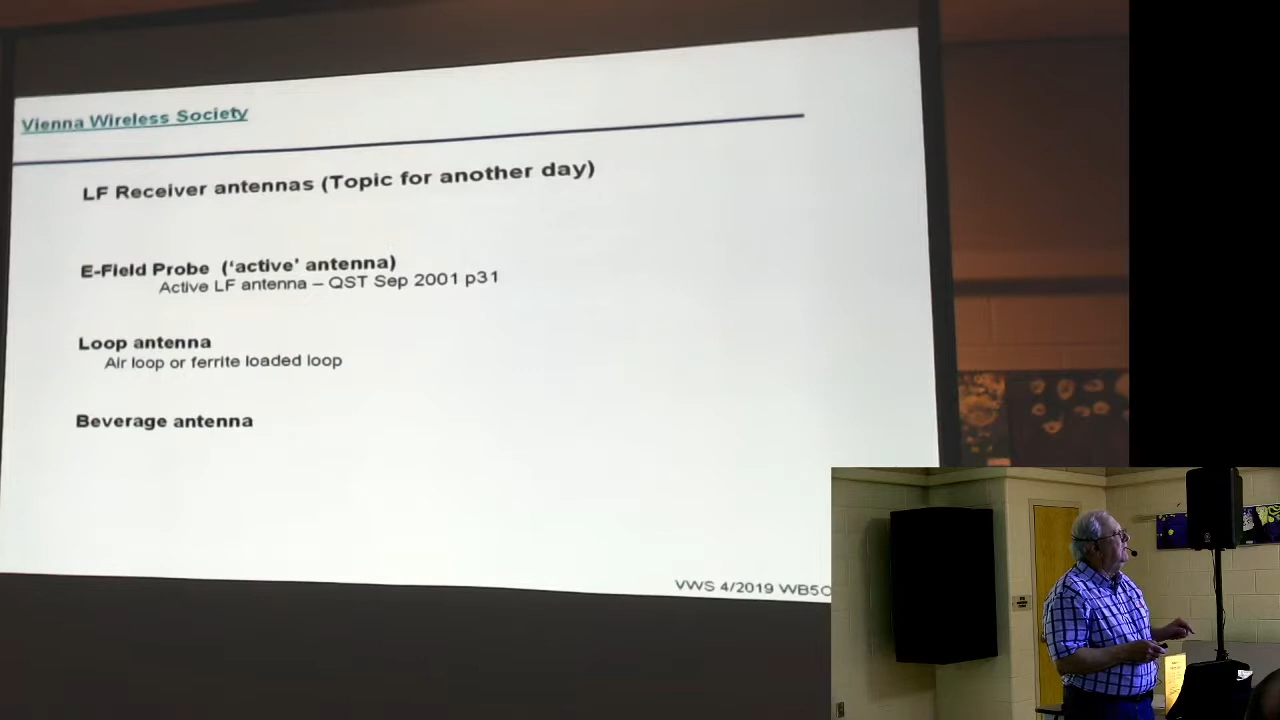 Vienna Wireless Society
LF Receiver antennas (Topic for another day)
E-Field Probe ('active' antenna)
Active LF antenna – QST Sep 2001 p31
Loop antenna
Air loop or ferrite loaded loop
Beverage antenna
VWS 4/2019